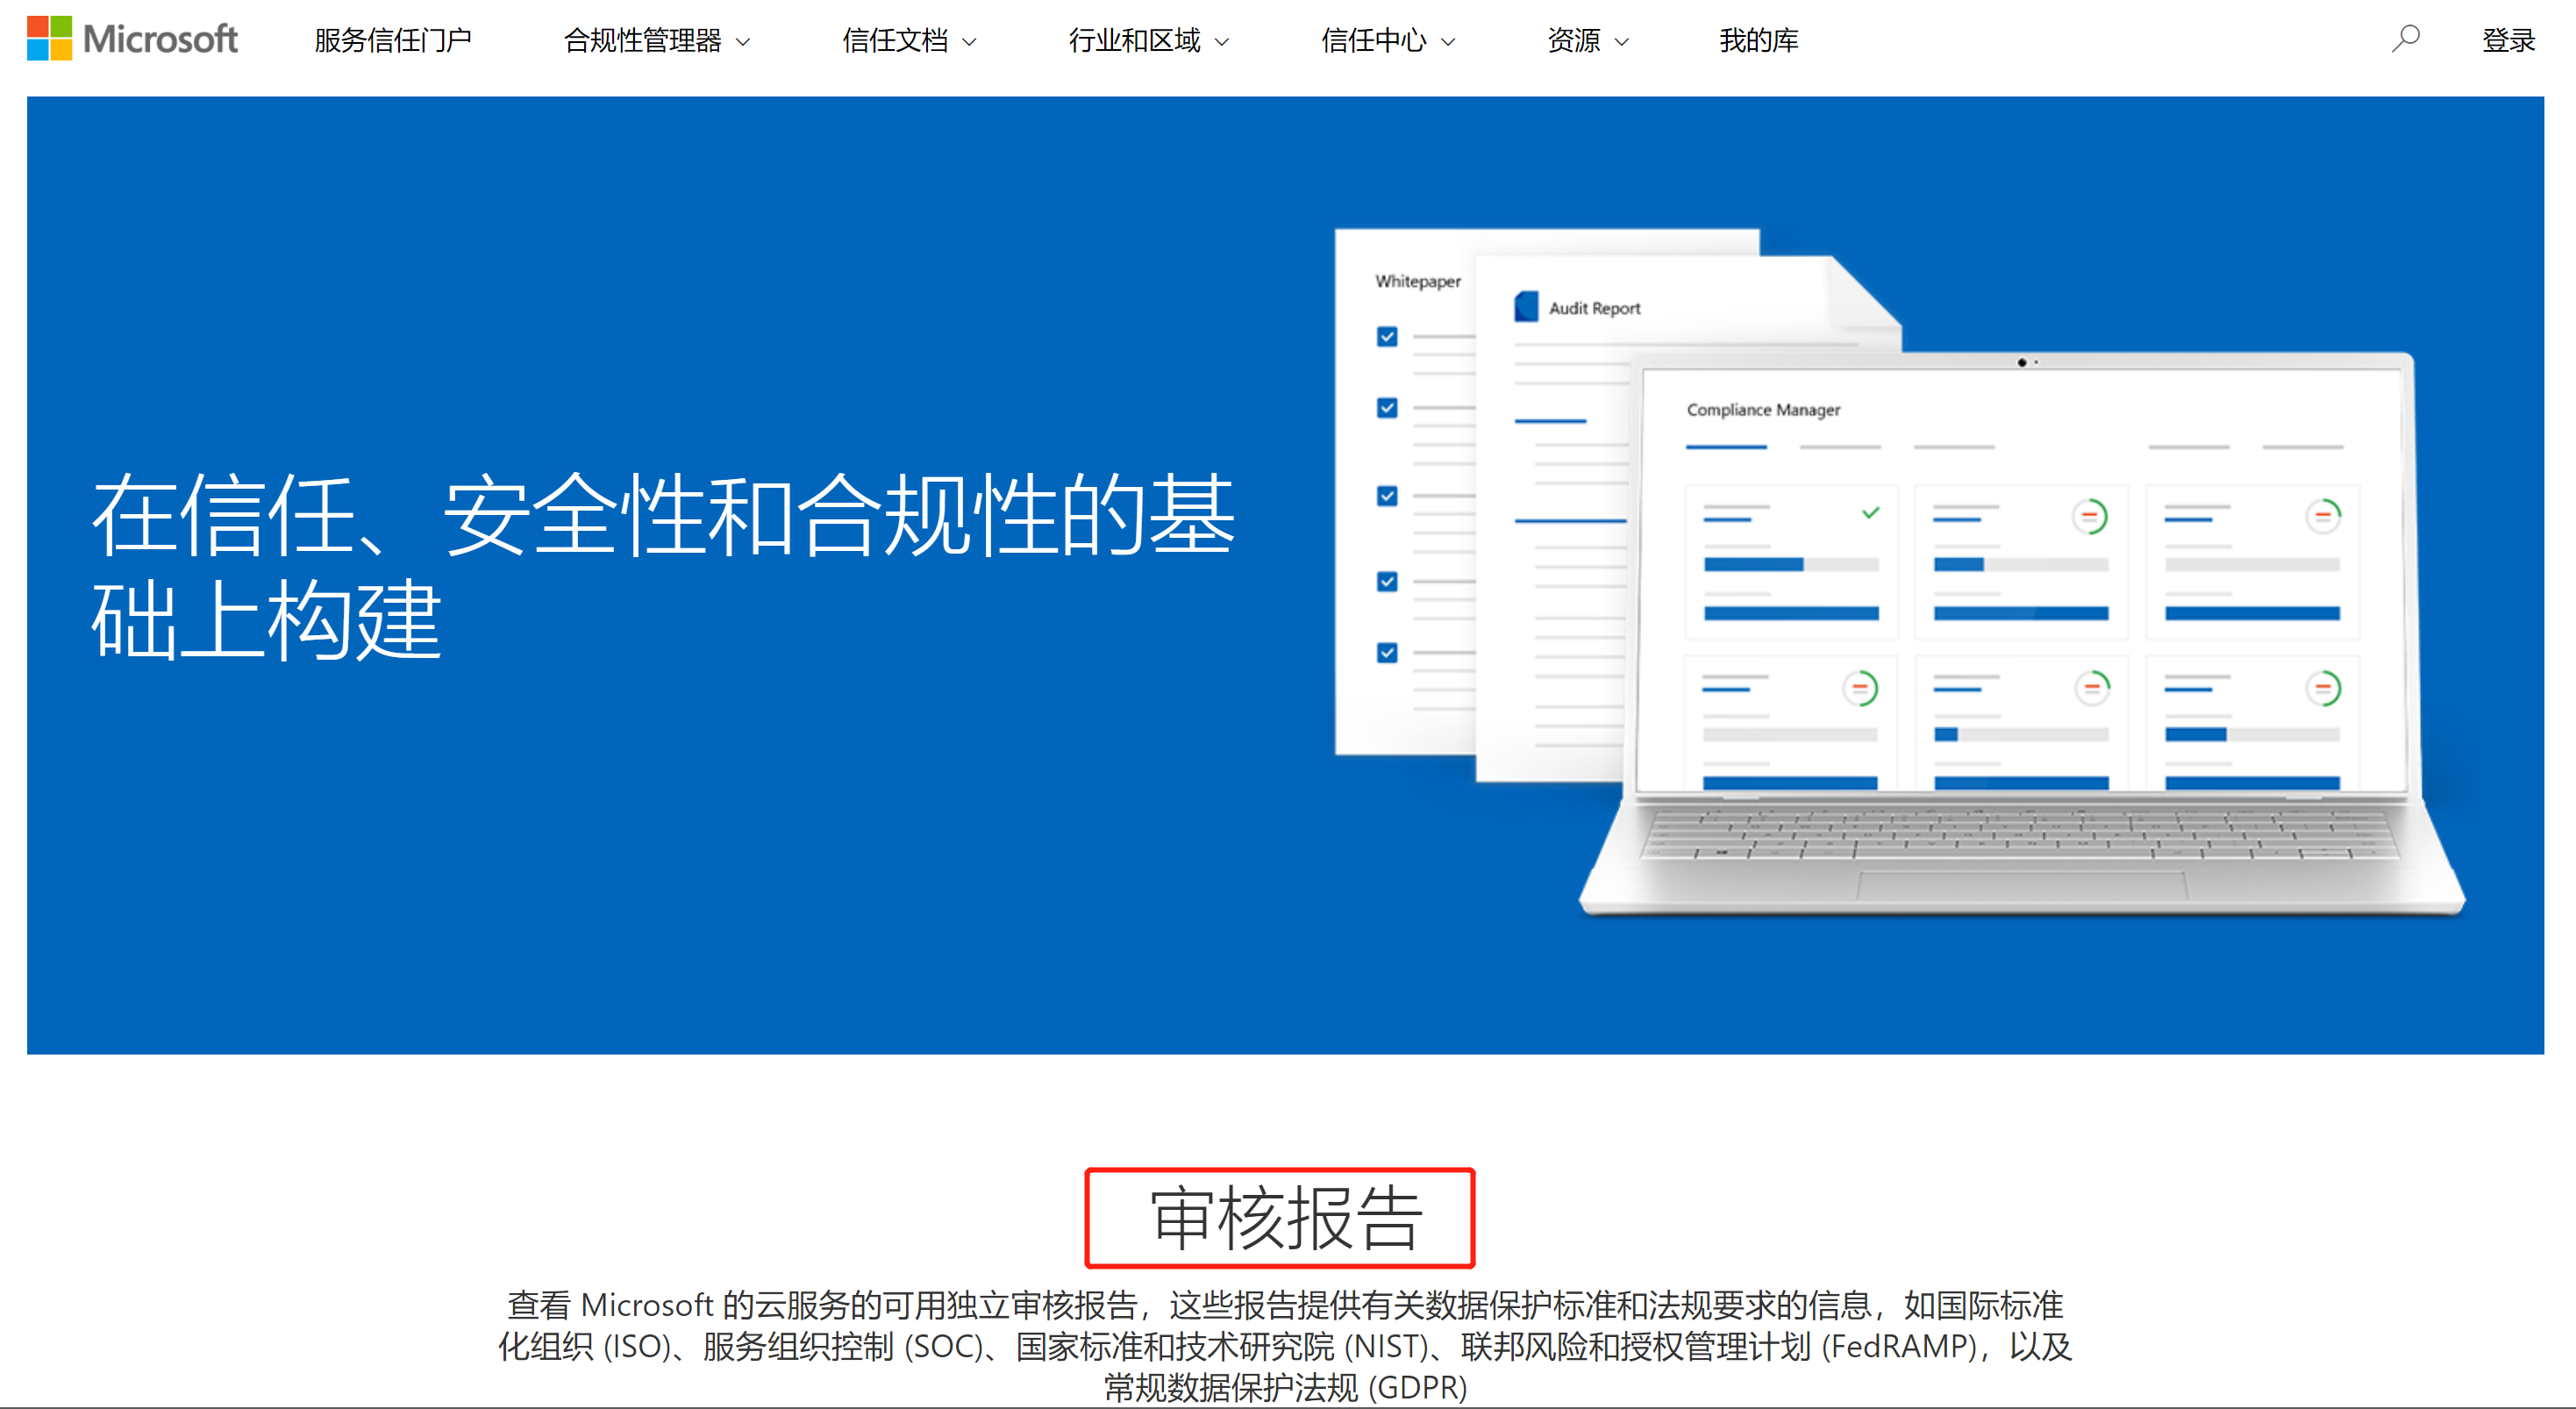 Microsoft 服务信任门户 合规性管理器 信任文档 行业和区域 信任中心 资源 我的库 登录
Whitepaper
Audit Report
Compliance Manager
在信任、安全性和合规性的基
础上构建
审核报告
查看 Microsoft 的云服务的可用独立审核报告，这些报告提供有关数据保护标准和法规要求的信息，如国际标准
化组织 (ISO)、服务组织控制 (SOC)、国家标准和技术研究院 (NIST)、联邦风险和授权管理计划 (FedRAMP)，以及
常规数据保护法规 (GDPR)